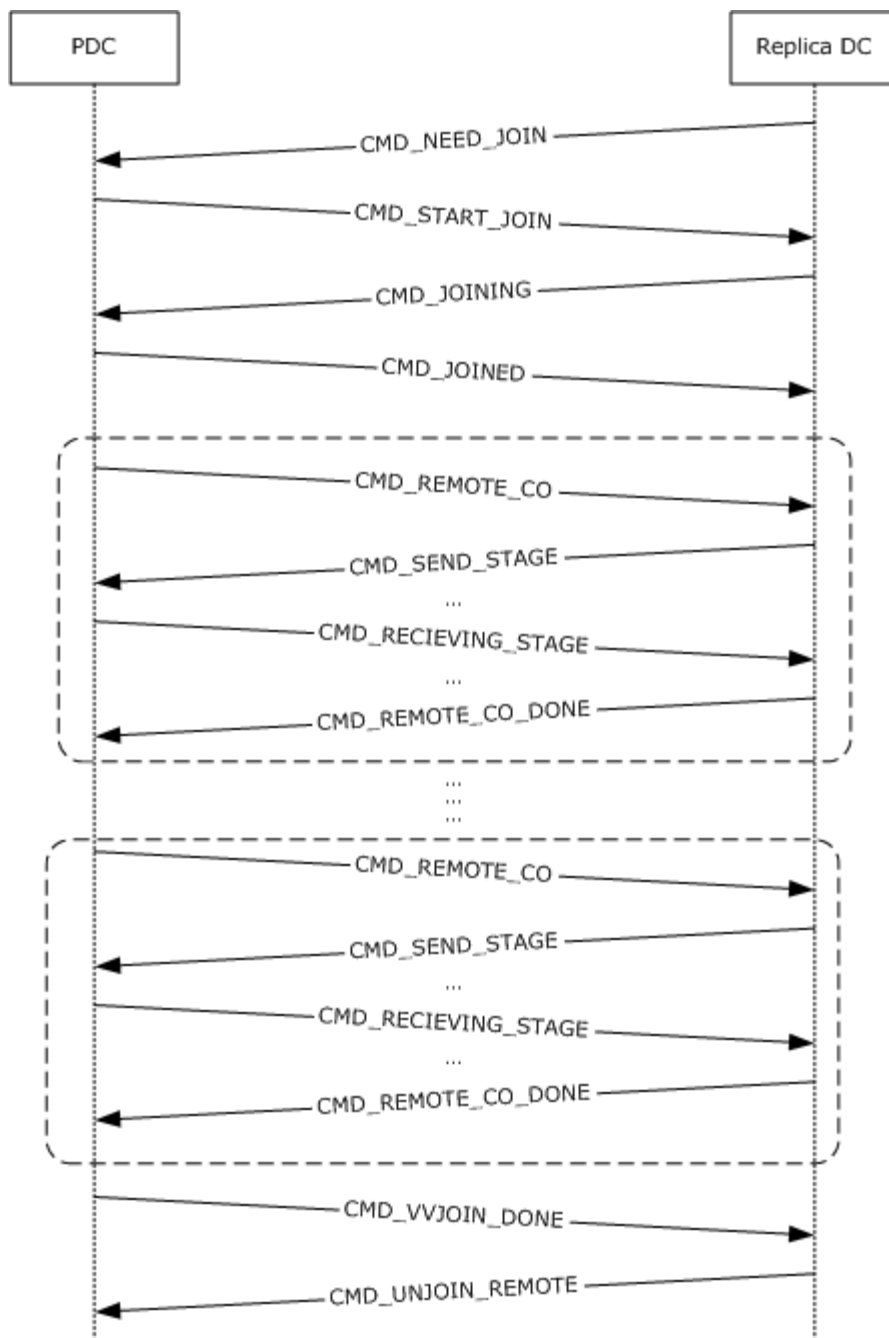 PDC
Replica DC
CMD_NEED_JOIN
CMD_START_JOIN
CMD_JOINING
CMD_JOINED
CMD_REMOTE_CO
CMD_SEND_STAGE
...
CMD_RECIEVING_STAGE
...
CMD_REMOTE_CO_DONE
...
...
...
CMD_REMOTE_CO
CMD_SEND_STAGE
...
CMD_RECIEVING_STAGE
...
CMD_REMOTE_CO_DONE
CMD_VVJOIN_DONE
CMD_UNJOIN_REMOTE